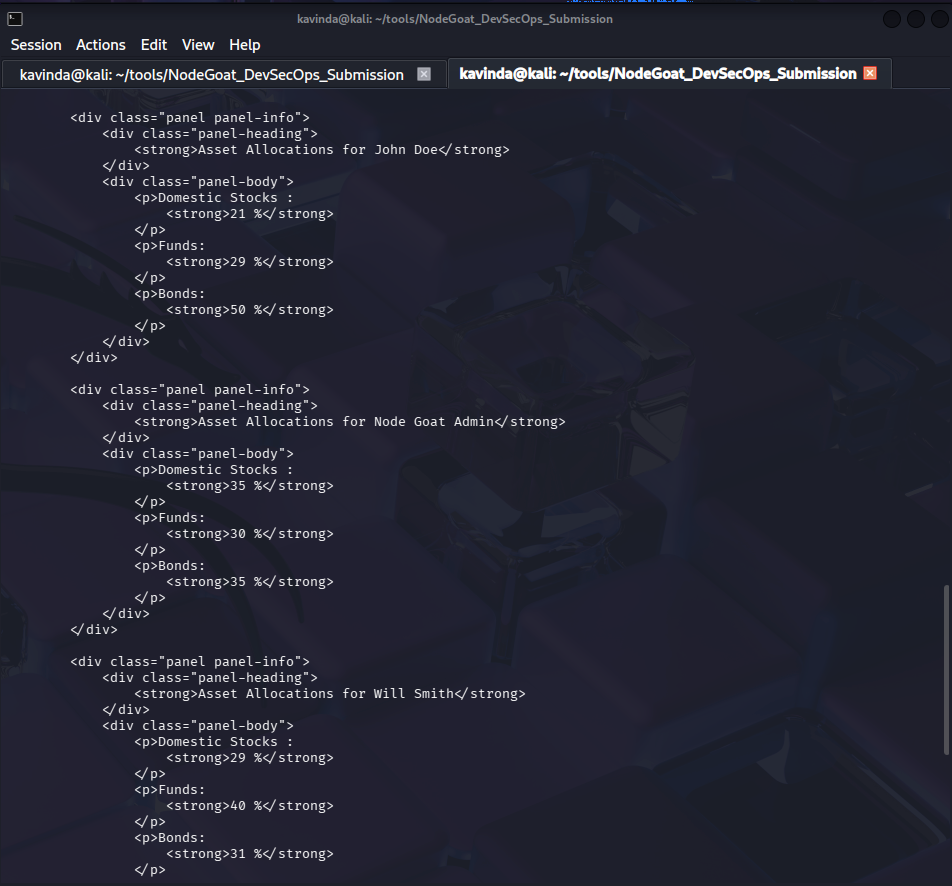 kavinda@kali: ~/tools/NodeGoat_DevSecOps_Submission
Session Actions Edit View Help
kavinda@kali: ~/tools/NodeGoat_DevSecOps_Submission kavinda@kali: ~/tools/NodeGoat_DevSecOps_Submission
<div class="panel panel-info">
<div class="panel-heading">
<strong>Asset Allocations for John Doe</strong>
</div>
<div class="panel-body">
<p>Domestic Stocks :
<strong>21 %</strong>
</p>
<p>Funds:
<strong>29 %</strong>
</p>
<p>Bonds:
<strong>50 %</strong>
</p>
</div>
</div>
<div class="panel panel-info">
<div class="panel-heading">
<strong>Asset Allocations for Node Goat Admin</strong>
</div>
<div class="panel-body">
<p>Domestic Stocks :
<strong>35 %</strong>
</p>
<p>Funds:
<strong>30 %</strong>
</p>
<p>Bonds:
<strong>35 %</strong>
</p>
</div>
</div>
<div class="panel panel-info">
<div class="panel-heading">
<strong>Asset Allocations for Will Smith</strong>
</div>
<div class="panel-body">
<p>Domestic Stocks :
<strong>29 %</strong>
</p>
<p>Funds:
<strong>40 %</strong>
</p>
<p>Bonds:
<strong>31 %</strong>
</p>